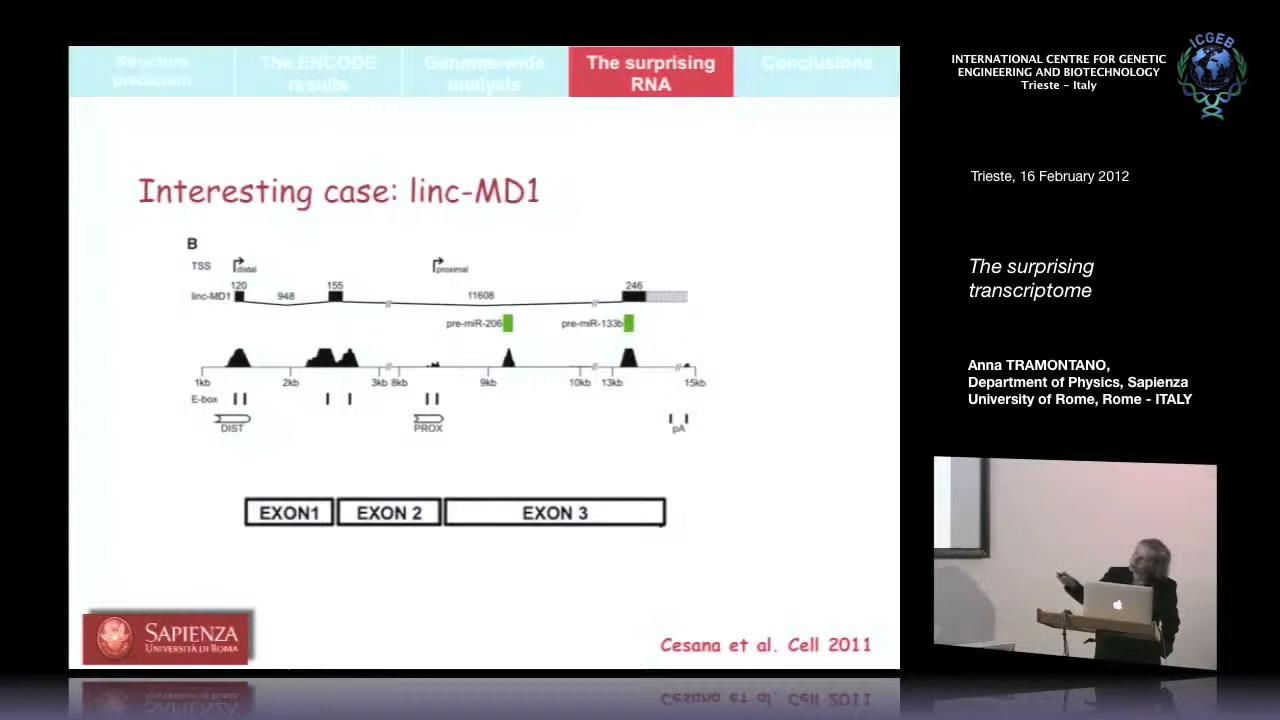 Structure
prediction
The ENCODE
results
Genome-wide
analysis
The surprising
RNA
Conclusions
Interesting case: linc-MD1
B
TSS
distal
proximal
120
155
246
linc-MD1
948
11608
pre-miR-206
pre-miR-133b
1kb
2kb
3kb
8kb
9kb
10kb
13kb
15kb
E-box
DIST
PROX
pA
EXON1
EXON 2
EXON 3
SAPIENZA
UNIVERSITÀ DI ROMA
Cesana et al. Cell 2011
INTERNATIONAL CENTRE FOR GENETIC
ENGINEERING AND BIOTECHNOLOGY
Trieste - Italy
ICGEB
Trieste, 16 February 2012
The surprising
transcriptome
Anna TRAMONTANO,
Department of Physics, Sapienza
University of Rome, Rome - ITALY